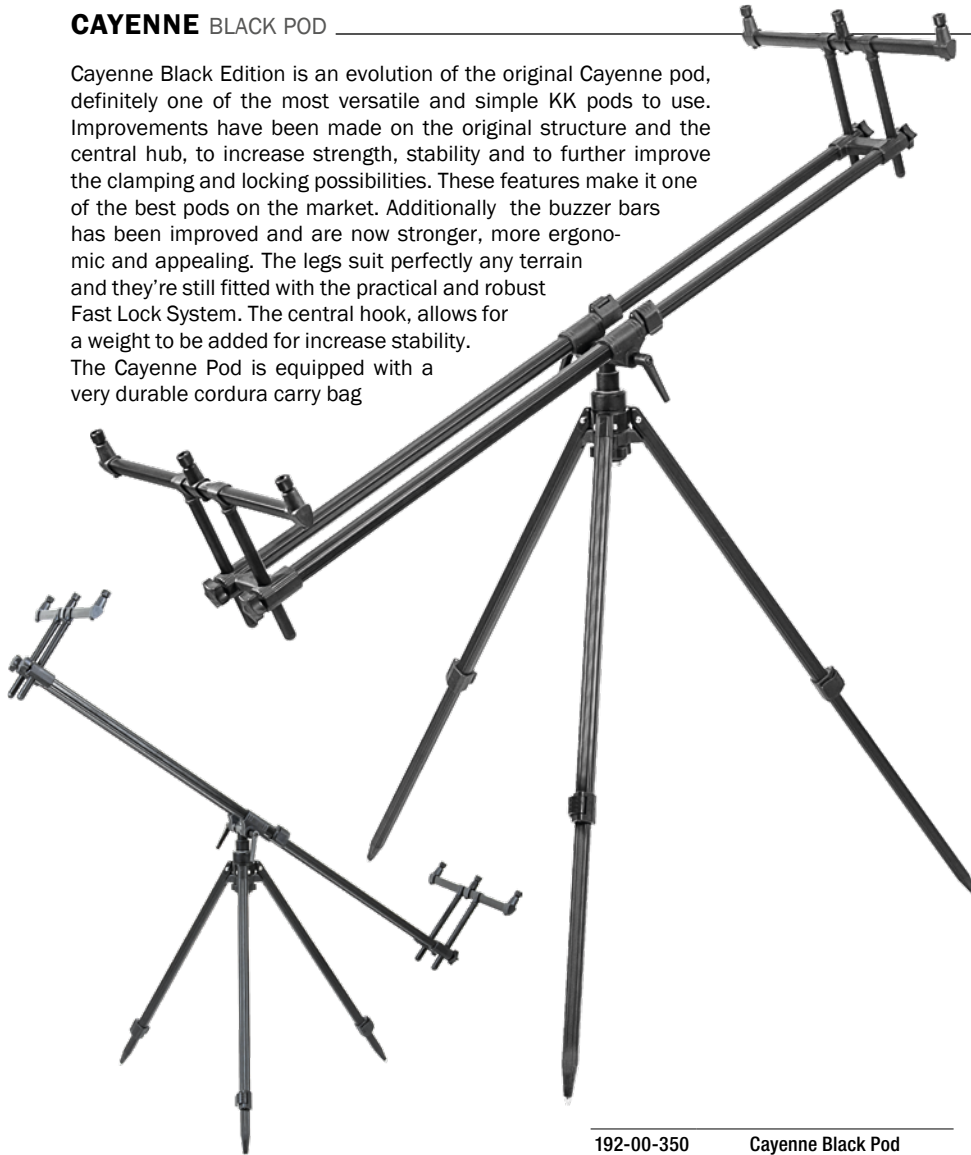 CAYENNE BLACK POD
Cayenne Black Edition is an evolution of the original Cayenne pod,
definitely one of the most versatile and simple KK pods to use.
Improvements have been made on the original structure and the
central hub, to increase strength, stability and to further improve
the clamping and locking possibilities. These features make it one
of the best pods on the market. Additionally the buzzer bars
has been improved and are now stronger, more ergono-
mic and appealing. The legs suit perfectly any terrain
and they're still fitted with the practical and robust
Fast Lock System. The central hook, allows for
a weight to be added for increase stability.
The Cayenne Pod is equipped with a
very durable cordura carry bag
192-00-350 Cayenne Black Pod